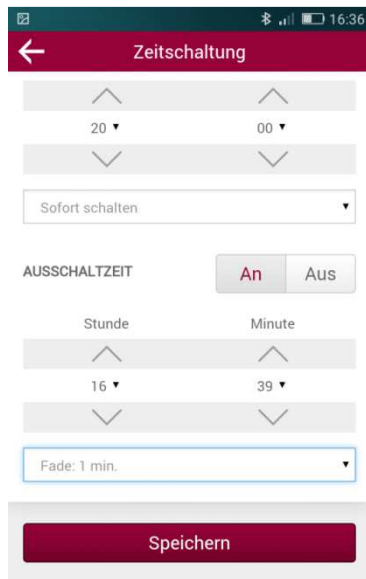 16:36
Zeitschaltung
20 00
Sofort schalten
AUSSCHALTZEIT An Aus
Stunde Minute
16 39
Fade: 1 min.
Speichern